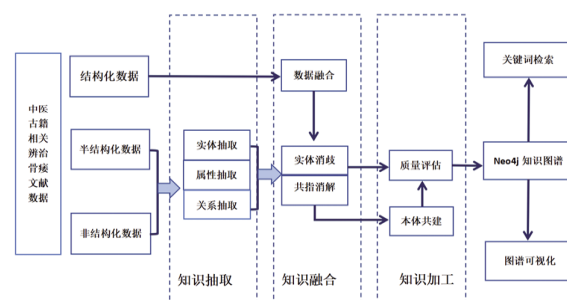 中医
古籍
相关
辨治
骨痿
文献
数据
结构化数据
半结构化数据
非结构化数据
实体抽取
属性抽取
关系抽取
知识抽取
数据融合
实体消歧
共指消解
知识融合
质量评估
本体共建
知识加工
关键词检索
Neo4j 知识图谱
图谱可视化